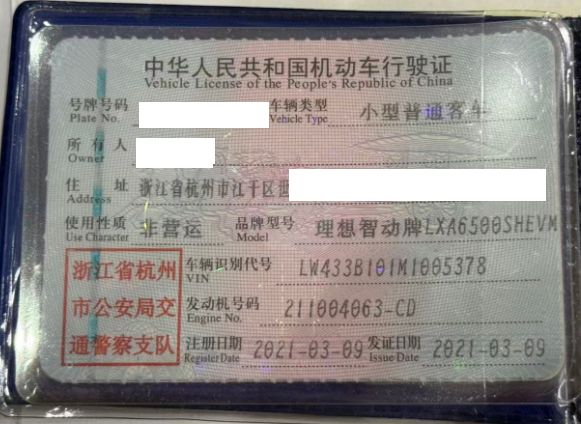 中华人民共和国机动车行驶证
Vehicle License of the People's Republic of China
号牌号码 车辆类型 小型普通客车
Plate No. Vehicle Type
所有人
Owner
住址 浙江省杭州市江干区
Address
使用性质 非营运 品牌型号 理想智动牌LXA6500SHEVM
Use Character Model
浙江省杭州 车辆识别代号 LW433B101M1005378
VIN
市公安局交 发动机号码 211004063-CD
Engine No.
通警察支队 注册日期 2021-03-09 发证日期 2021-03-09
Register Date Issue Date